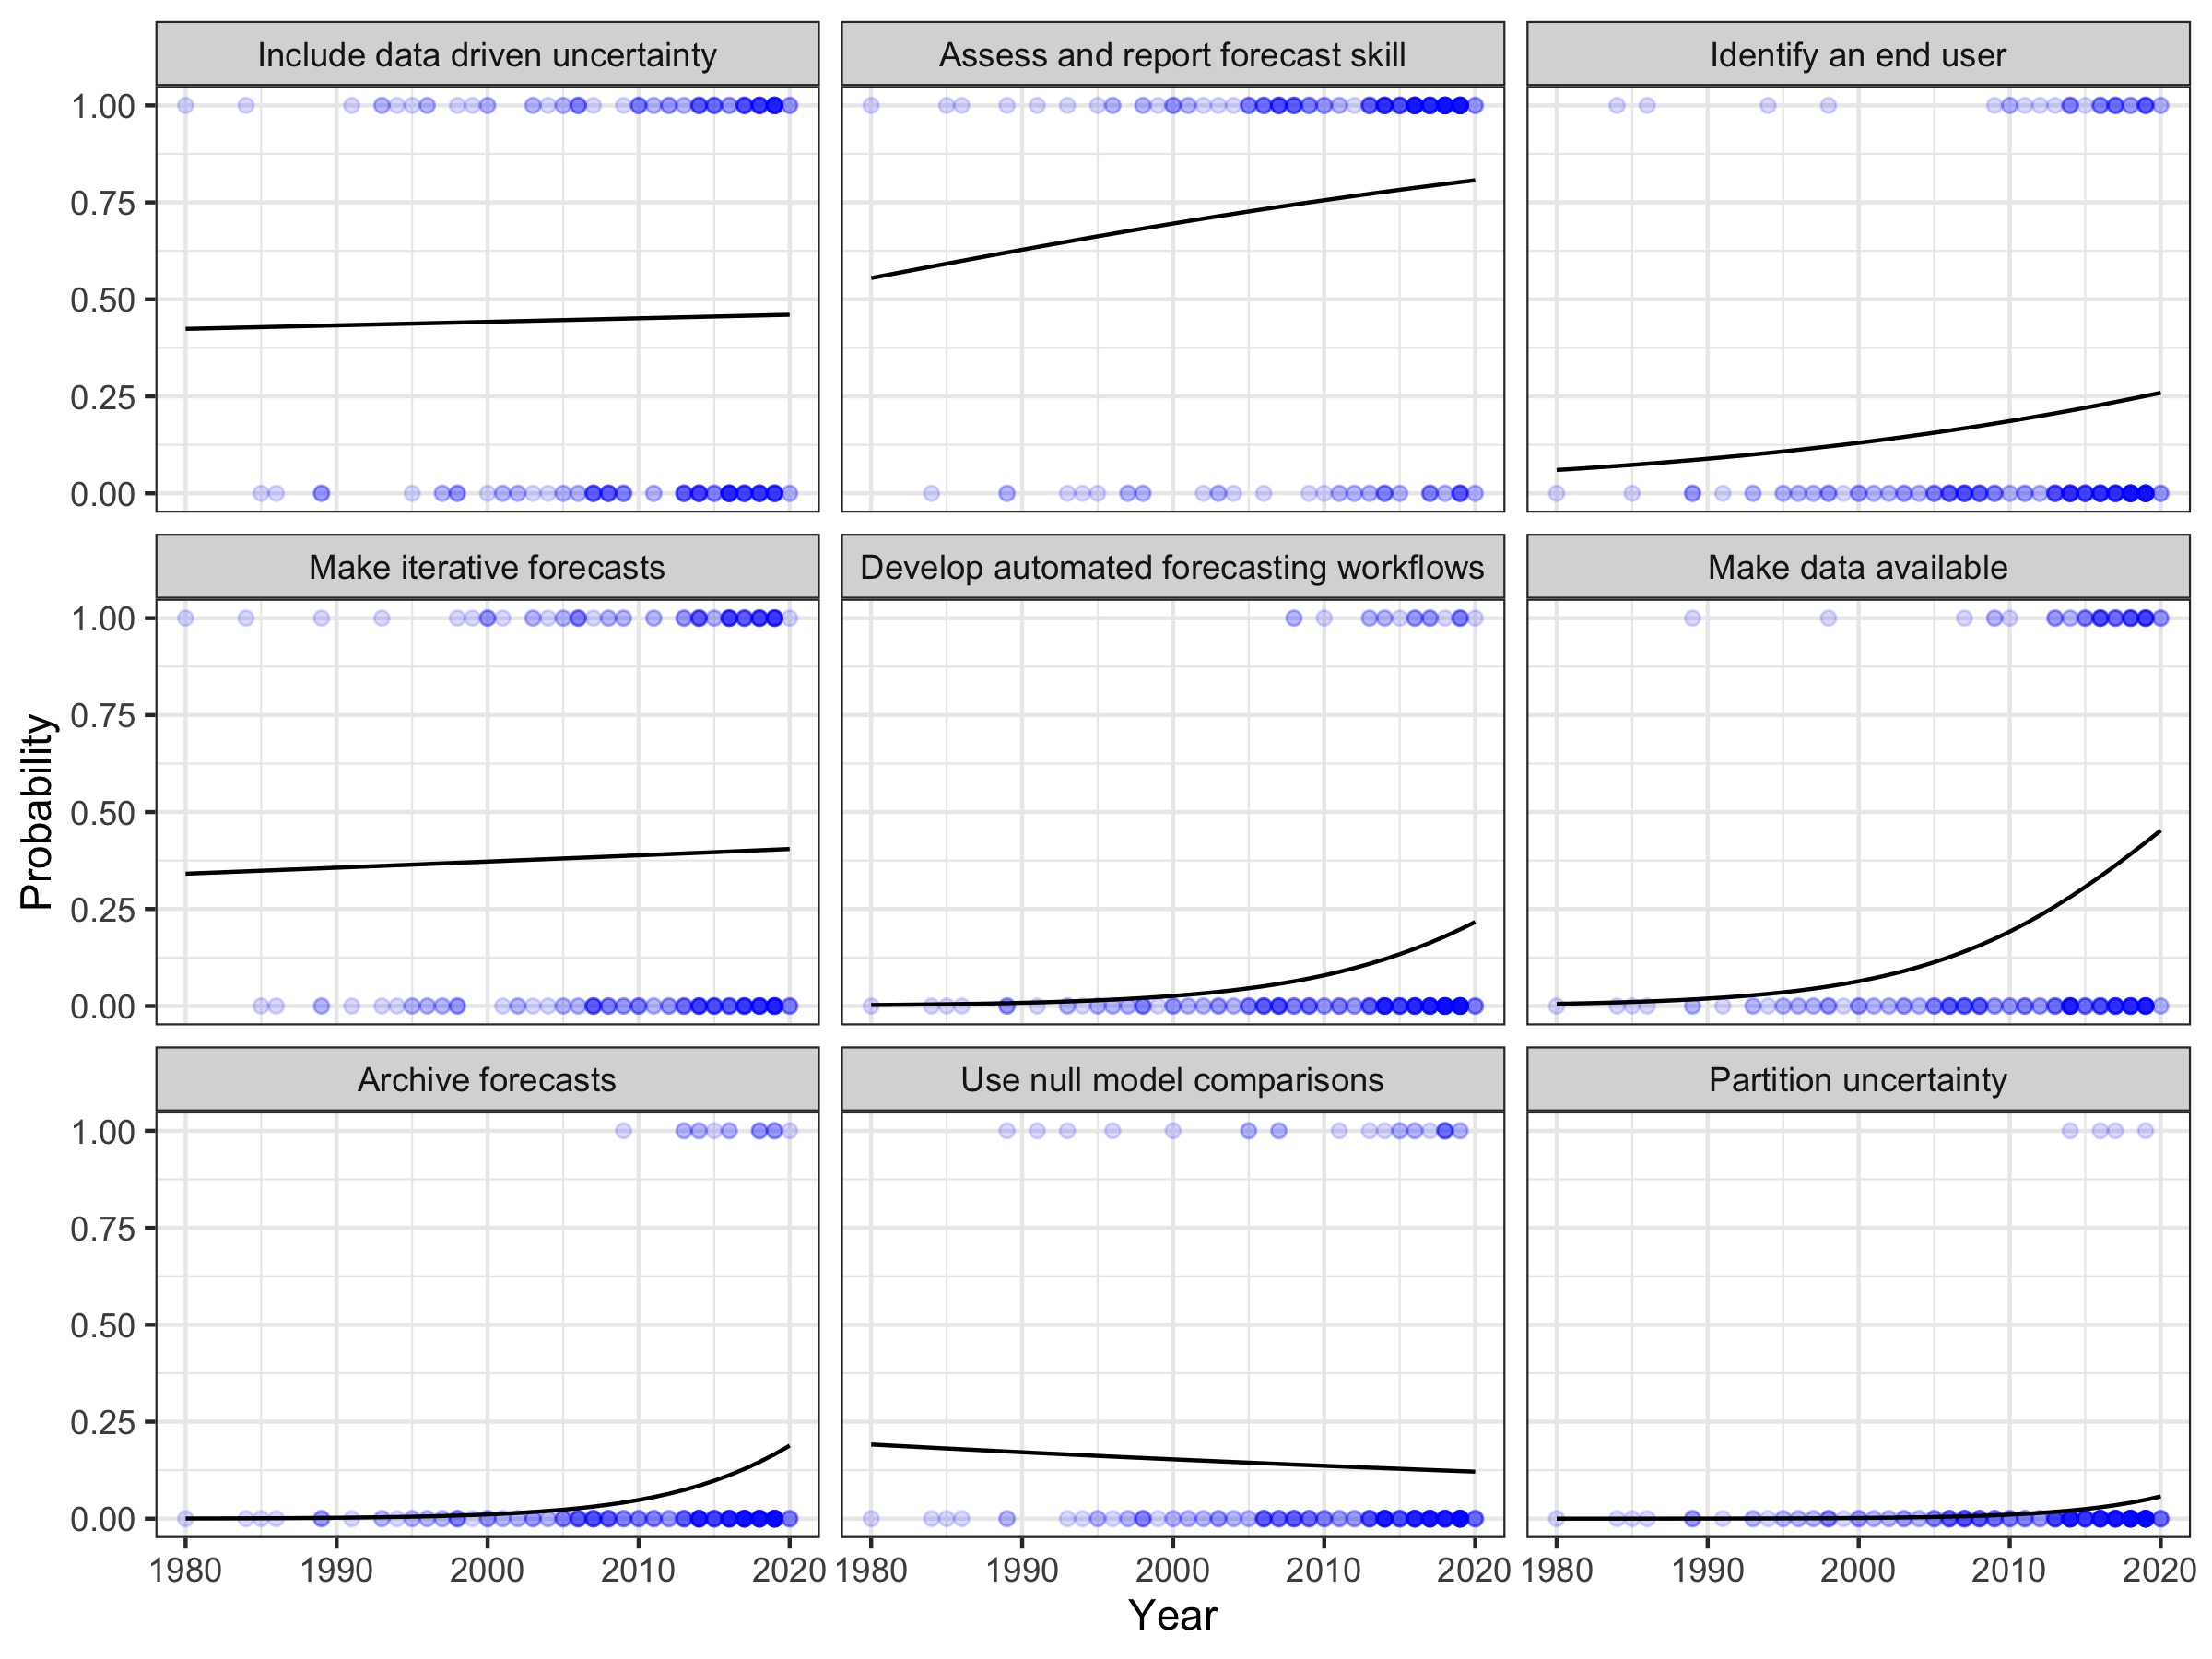 Include data driven uncertainty
Assess and report forecast skill
Identify an end user
1.00
0.75
0.50
0.25
0.00
Make iterative forecasts
Develop automated forecasting workflows
Make data available
1.00
0.75
0.50
0.25
0.00
Probability
Archive forecasts
Use null model comparisons
Partition uncertainty
1.00
0.75
0.50
0.25
0.00
1980 1990 2000 2010 2020
1980 1990 2000 2010 2020
1980 1990 2000 2010 2020
Year